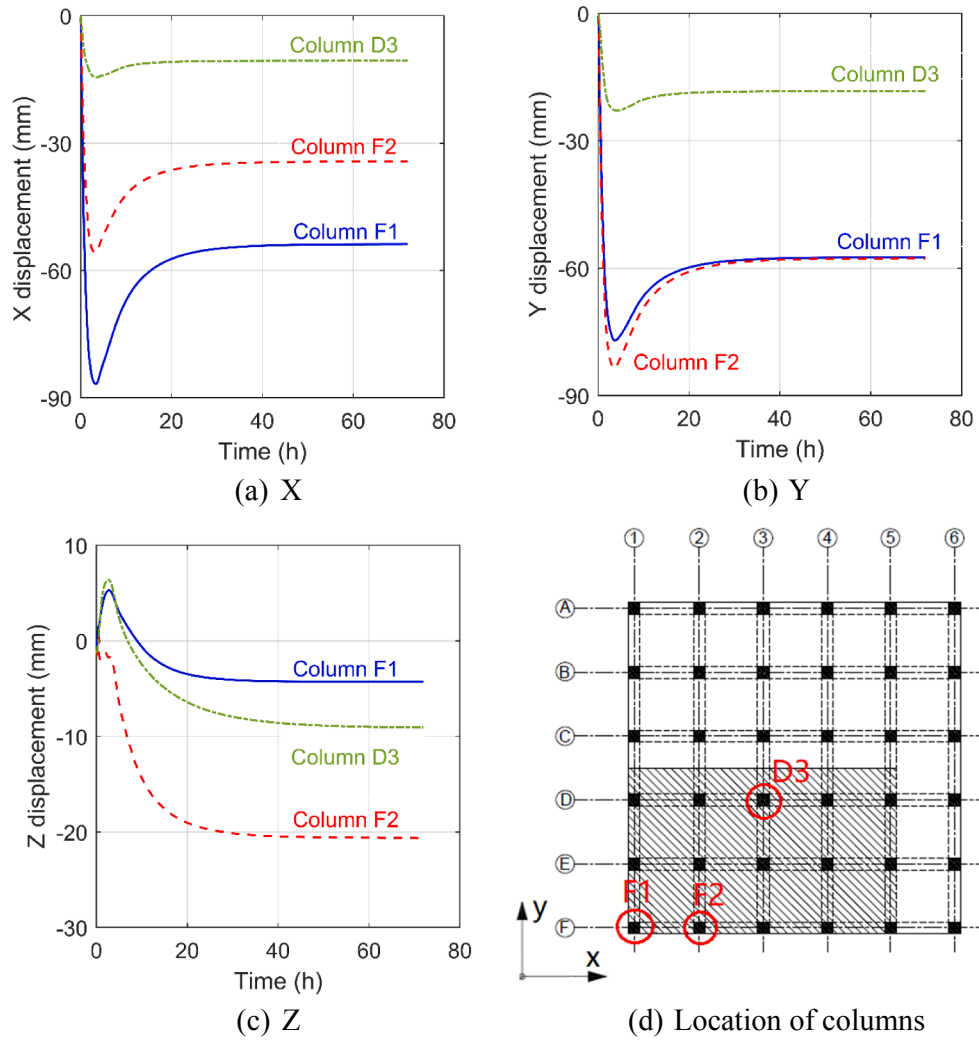 0
-30
-60
-90
X displacement (mm)
Column D3
Column F2
Column F1
0 20 40 60 80
Time (h)
(a) X
0
-30
-60
-90
Y displacement (mm)
Column D3
Column F1
Column F2
0 20 40 60 80
Time (h)
(b) Y
10
0
-10
-20
-30
Z displacement (mm)
Column F1
Column D3
Column F2
0 20 40 60 80
Time (h)
(c) Z
1 2 3 4 5 6
A
B
C
D
E
F
D3
F1 F2
y
x
(d) Location of columns